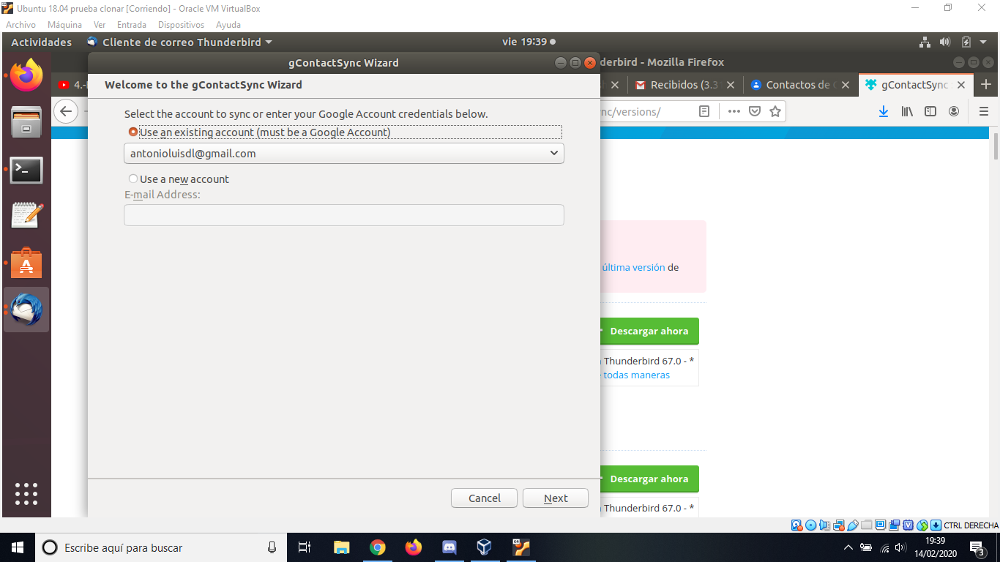 Ubuntu 18.04 prueba clonar [Corriendo] - Oracle VM VirtualBox
Archivo Máquina Ver Entrada Dispositivos Ayuda
Actividades Cliente de correo Thunderbird vie 19:39
gContactSync Wizard
derbird - Mozilla Firefox
Welcome to the gContactSync Wizard
4.-
Recibidos (3.3
Contactos de
gContactSync
Select the account to sync or enter your Google Account credentials below.
nc/versions/
Use an existing account (must be a Google Account)
antonioluisdl@gmail.com
Use a new account
E-mail Address:
última versión de
Descargar ahora
Thunderbird 67.0 - *
todas maneras
Descargar ahora
Thunderbird 67.0 - *
Cancel Next
CTRL DERECHA
Escribe aquí para buscar
19:39
14/02/2020
3